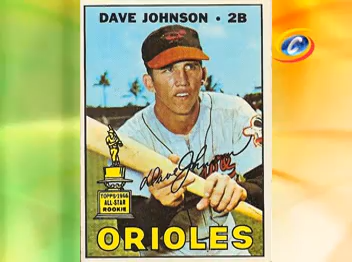 DAVE JOHNSON • 2B
Dave Johnson
TOPPS 1966
ALL-STAR
ROOKIE
ORIOLES
C